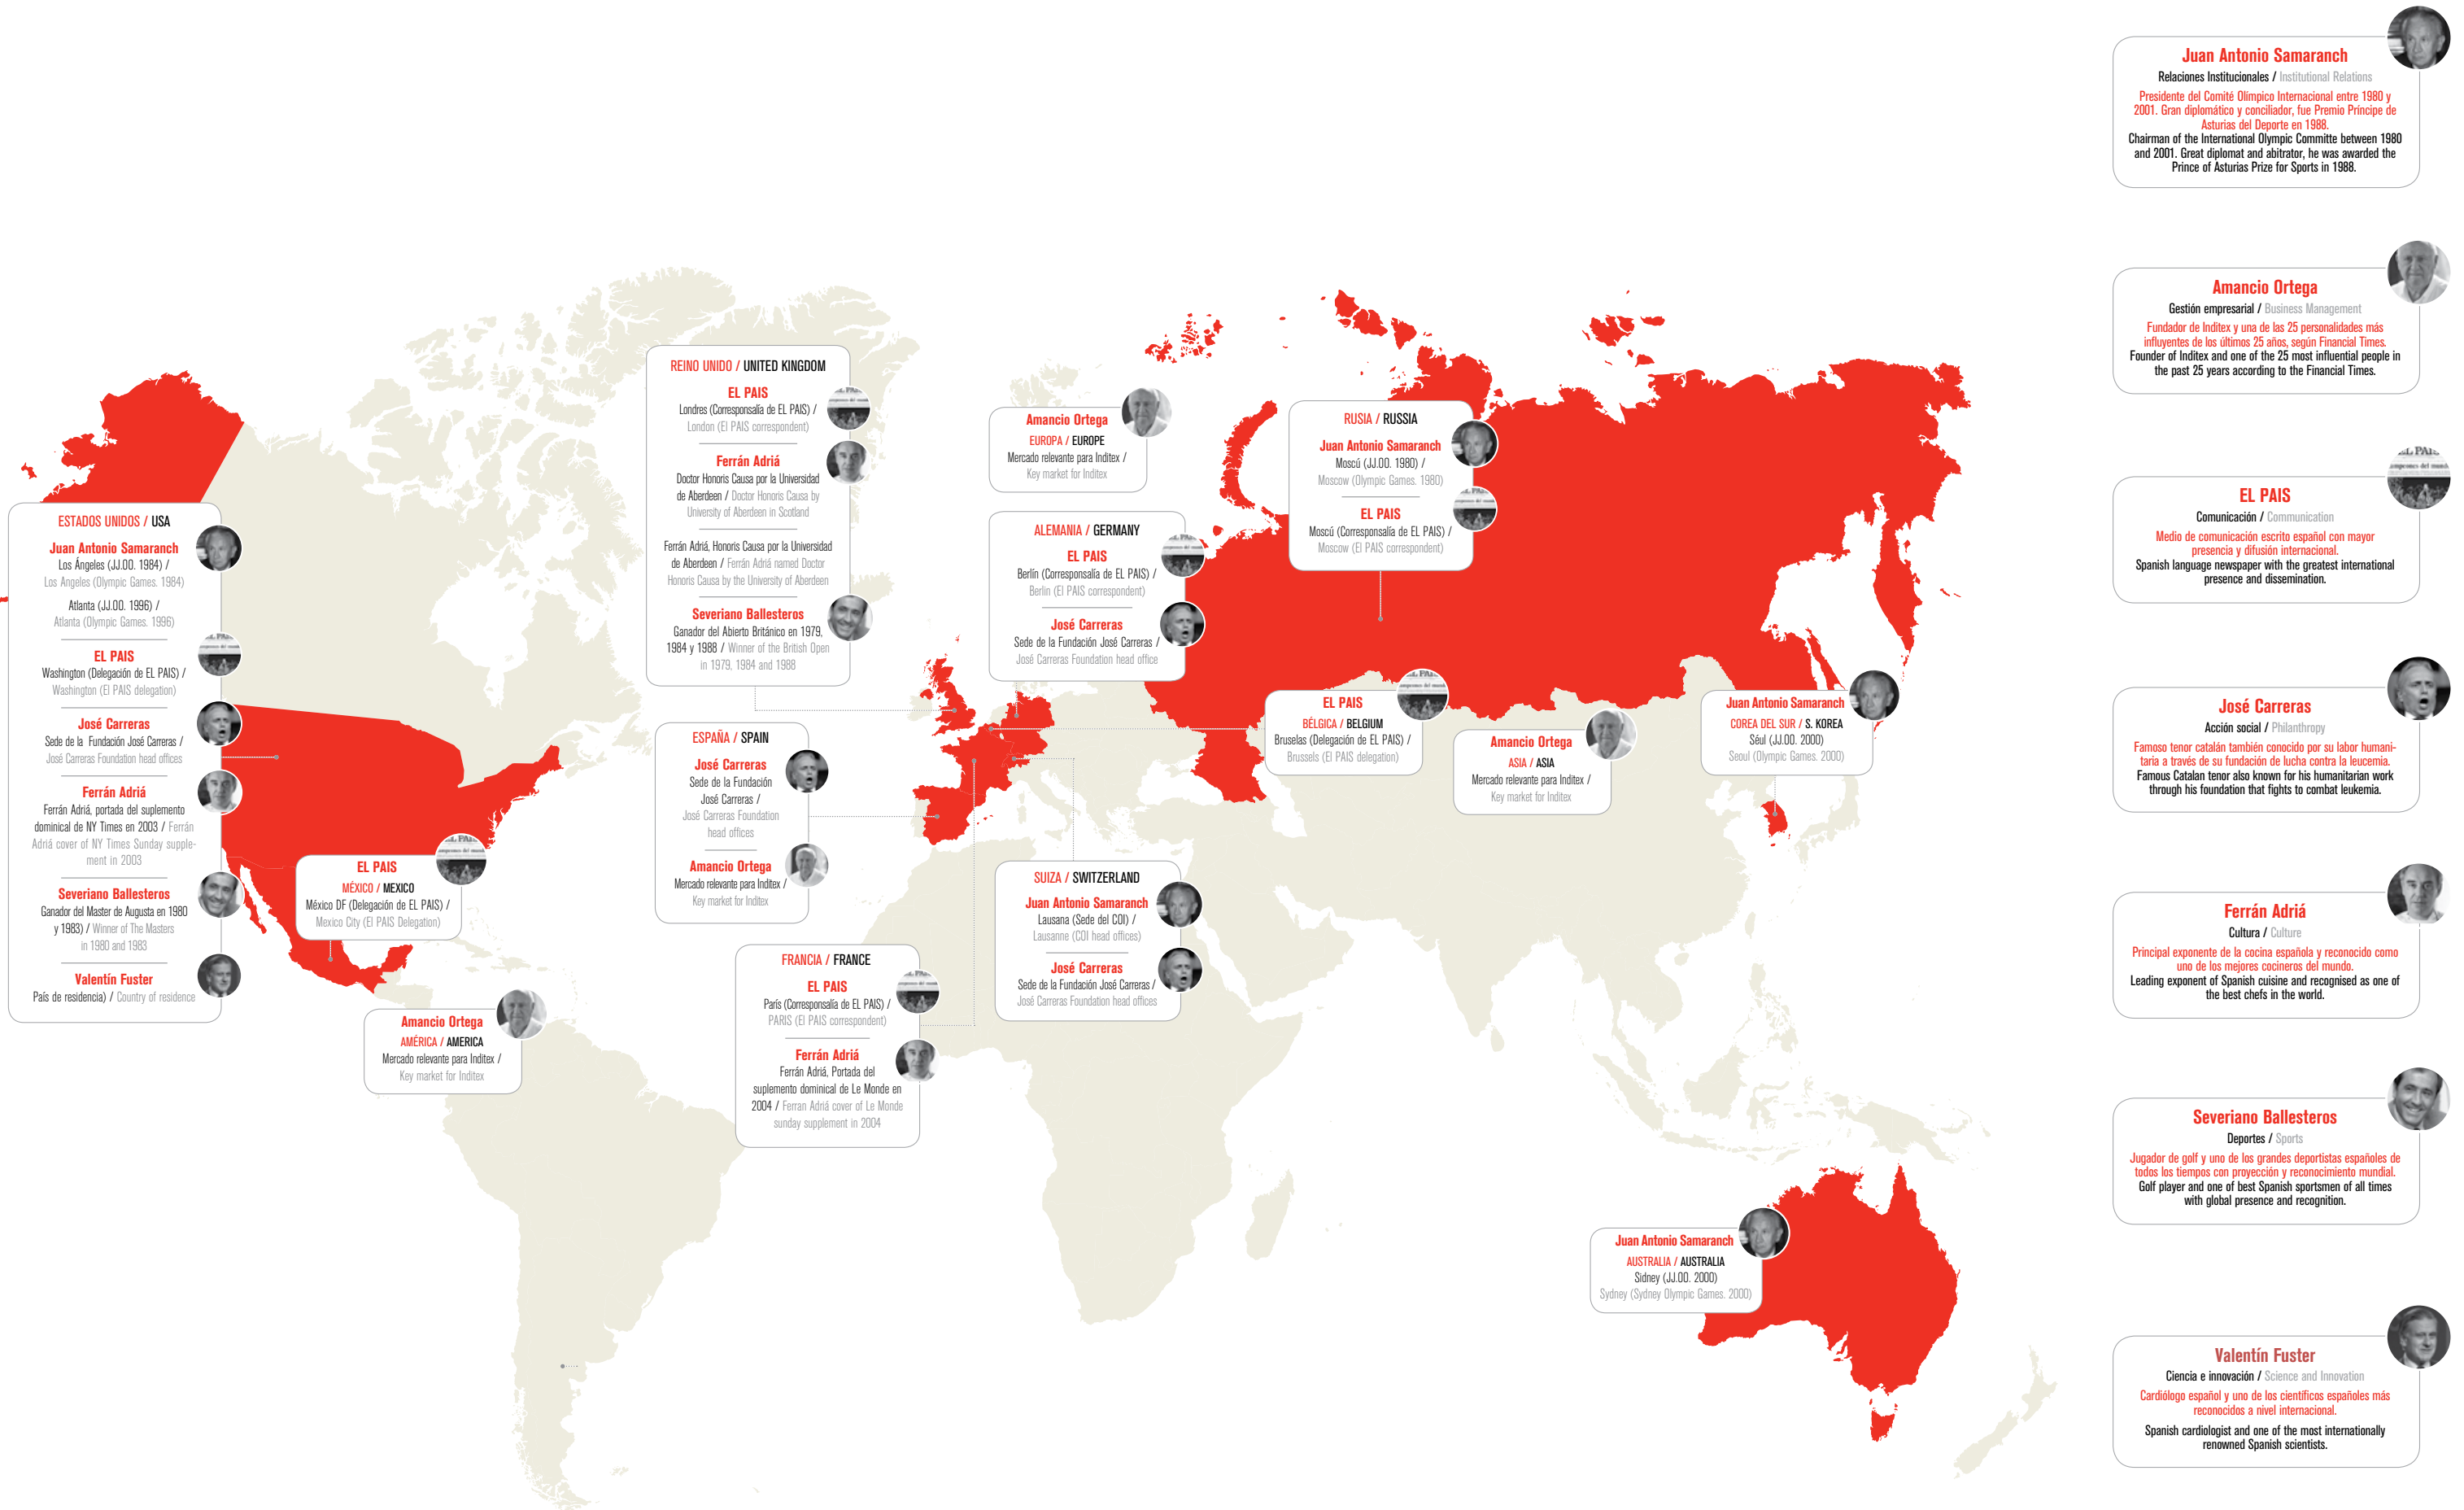 ESTADOS UNIDOS / USA
Juan Antonio Samaranch
Los Ángeles (JJ.OO. 1984) /
Los Angeles (Olympic Games. 1984)
Atlanta (JJ.OO. 1996) /
Atlanta (Olympic Games. 1996)
EL PAIS
Washington (Delegación de EL PAIS) /
Washington (El PAIS delegation)
José Carreras
Sede de la Fundación José Carreras /
José Carreras Foundation head offices
Ferrán Adriá
Ferrán Adriá, portada del suplemento
dominical de NY Times en 2003 / Ferrán
Adriá cover of NY Times Sunday supple-
ment in 2003
Severiano Ballesteros
Ganador del Master de Augusta en 1980
y 1983) / Winner of The Masters
in 1980 and 1983
Valentín Fuster
País de residencia) / Country of residence
EL PAIS
MÉXICO / MEXICO
México DF (Delegación de EL PAIS) /
Mexico City (El PAIS Delegation)
Amancio Ortega
AMÉRICA / AMERICA
Mercado relevante para Inditex /
Key market for Inditex
REINO UNIDO / UNITED KINGDOM
EL PAIS
Londres (Corresponsalía de EL PAIS) /
London (El PAIS correspondent)
Ferrán Adriá
Doctor Honoris Causa por la Universidad
de Aberdeen / Doctor Honoris Causa by
University of Aberdeen in Scotland
Ferrán Adriá, Honoris Causa por la Universidad
de Aberdeen / Ferrán Adriá named Doctor
Honoris Causa by the University of Aberdeen
Severiano Ballesteros
Ganador del Abierto Británico en 1979,
1984 y 1988 / Winner of the British Open
in 1979. 1984 and 1988
ESPAÑA / SPAIN
José Carreras
Sede de la Fundación
José Carreras /
José Carreras Foundation
head offices
Amancio Ortega
Mercado relevante para Inditex /
Key market for Inditex
FRANCIA / FRANCE
EL PAIS
París (Corresponsalía de EL PAIS) /
PARIS (El PAIS correspondent)
Ferrán Adriá
Ferrán Adriá, Portada del
suplemento dominical de Le Monde en
2004 / Ferran Adriá cover of Le Monde
sunday supplement in 2004
Amancio Ortega
EUROPA / EUROPE
Mercado relevante para Inditex /
Key market for Inditex
ALEMANIA / GERMANY
EL PAIS
Berlín (Corresponsalía de EL PAIS) /
Berlin (El PAIS correspondent)
José Carreras
Sede de la Fundación José Carreras /
José Carreras Foundation head office
SUIZA / SWITZERLAND
Juan Antonio Samaranch
Lausana (Sede del COI) /
Lausanne (COI head offices)
José Carreras
Sede de la Fundación José Carreras /
José Carreras Foundation head offices
RUSIA / RUSSIA
Juan Antonio Samaranch
Moscú (JJ.OO. 1980) /
Moscow (Olympic Games. 1980)
EL PAIS
Moscú (Corresponsalía de EL PAIS) /
Moscow (El PAIS correspondent)
EL PAIS
BÉLGICA / BELGIUM
Bruselas (Delegación de EL PAIS) /
Brussels (El PAIS delegation)
Amancio Ortega
ASIA / ASIA
Mercado relevante para Inditex /
Key market for Inditex
Juan Antonio Samaranch
COREA DEL SUR / S. KOREA
Séul (JJ.OO. 2000)
Seoul (Olympic Games. 2000)
Juan Antonio Samaranch
AUSTRALIA / AUSTRALIA
Sidney (JJ.OO. 2000)
Sydney (Sydney Olympic Games. 2000)
Juan Antonio Samaranch
Relaciones Institucionales / Institucional Relations
Presidente del Comité Olímpico Internacional entre 1980 y
2001. Gran diplomático y conciliador, fue Premio Príncipe de
Asturias del Deporte en 1988.
Chairman of the International Olympic Committe between 1980
and 2001. Great diplomat and abitrator, he was awarded the
Prince of Asturias Prize for Sports in 1988.
Amancio Ortega
Gestión empresarial / Business Management
Fundador de Inditex y una de las 25 personalidades más
influyentes de los últimos 25 años, según Financial Times.
Founder of Inditex and one of the 25 most influential people in
the past 25 years according to the Financial Times.
EL PAIS
Comunicación / Communication
Medio de comunicación escrito español con mayor
presencia y difusión internacional.
Spanish language newspaper with the greatest international
presence and dissemination.
José Carreras
Acción social / Philanthropy
Famoso tenor catalán también conocido por su labor humani-
taria a través de su fundación de lucha contra la leucemia.
Famous Catalan tenor also known for his humanitarian work
through his foundation that fights to combat leukemia.
Ferrán Adriá
Cultura / Culture
Principal exponente de la cocina española y reconocido como
uno de los mejores cocineros del mundo.
Leading exponent of Spanish cuisine and recognised as one of
the best chefs in the world.
Severiano Ballesteros
Deportes / Sports
Jugador de golf y uno de los grandes deportistas españoles de
todos los tiempos con proyección y reconocimiento mundial.
Golf player and one of best Spanish sportsmen of all times
with global presence and recognition.
Valentín Fuster
Ciencia e innovación / Science and Innovation
Cardiólogo español y uno de los científicos españoles más
reconocidos a nivel internacional.
Spanish cardiologist and one of the most internationally
renowned Spanish scientists.